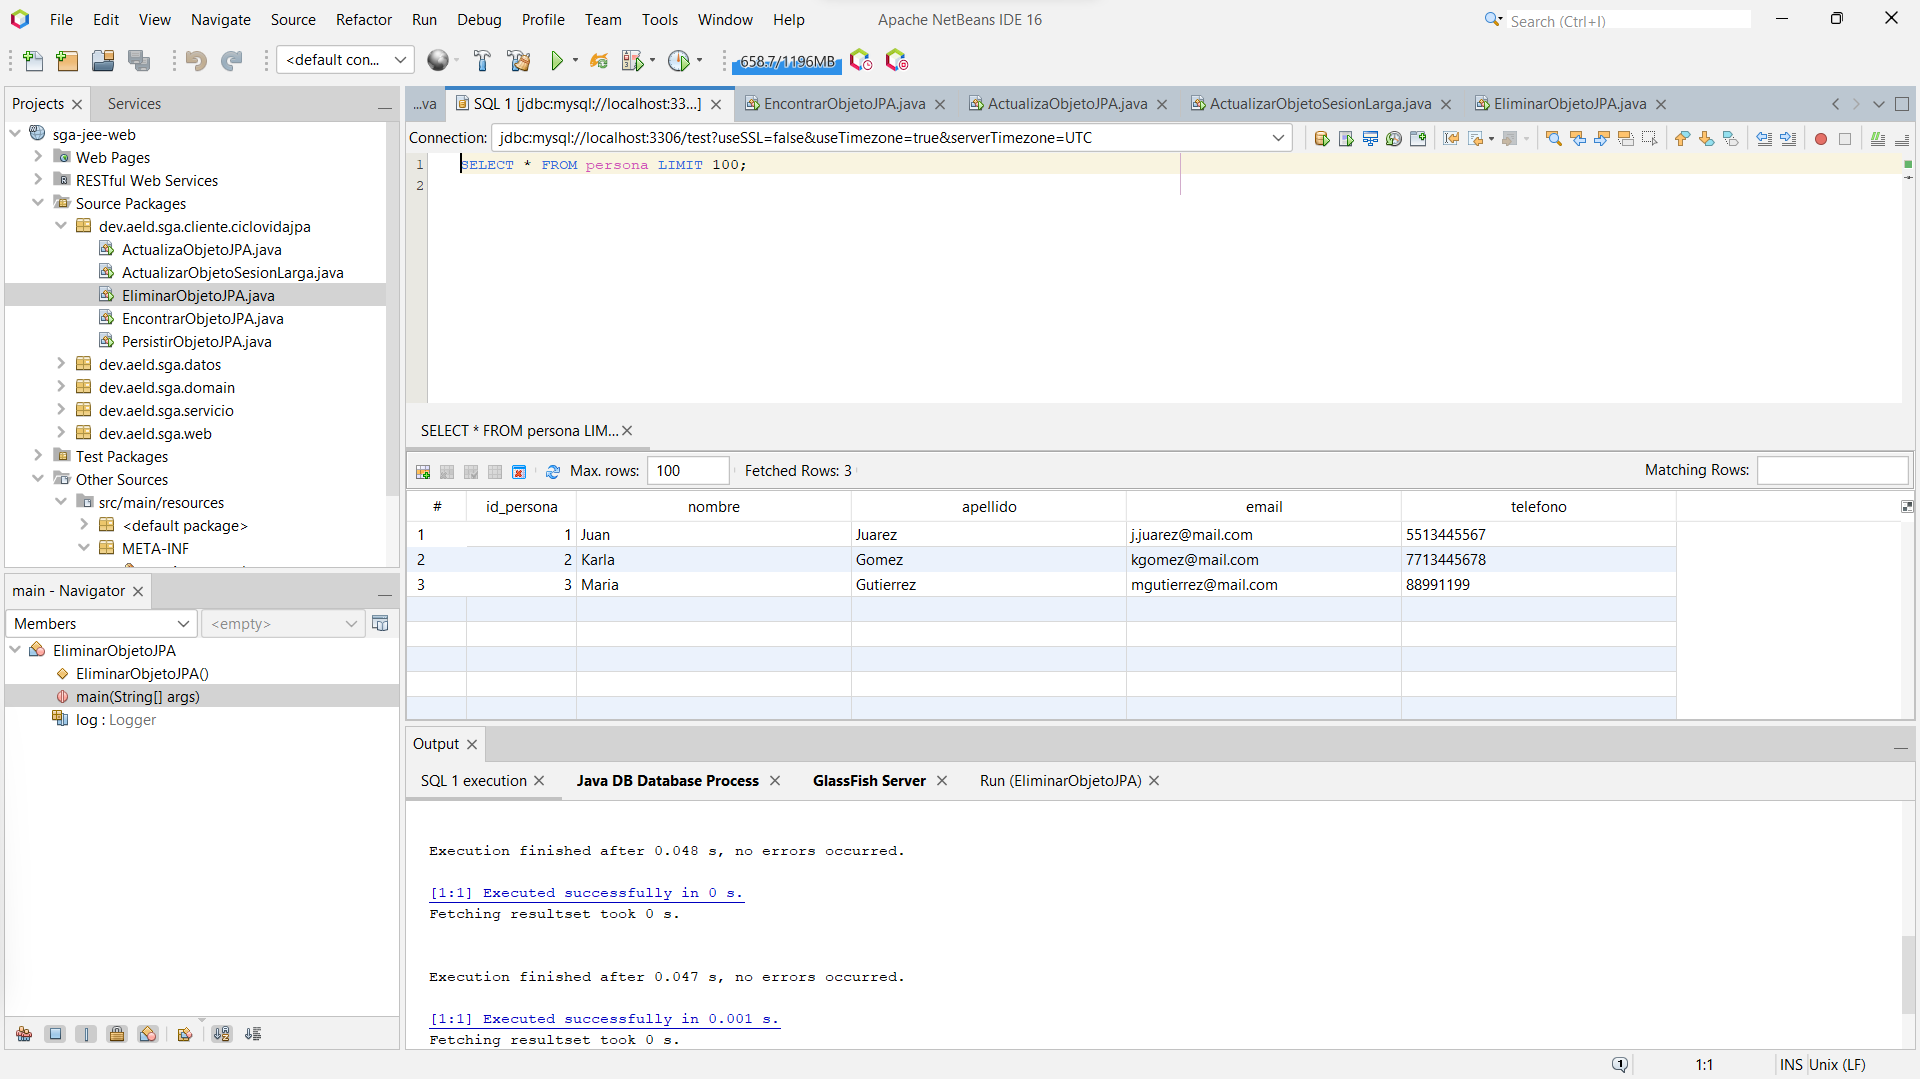 File Edit View Navigate Source Refactor Run Debug Profile Team Tools Window Help Apache NetBeans IDE 16 Search (Ctrl+I)
<default con... 658.7/1196MB
Projects Services
sga-jee-web
Web Pages
RESTful Web Services
Source Packages
dev.aeld.sga.cliente.ciclovidajpa
ActualizaObjetoJPA.java
ActualizarObjetoSesionLarga.java
EliminarObjetoJPA.java
EncontrarObjetoJPA.java
PersistirObjetoJPA.java
dev.aeld.sga.datos
dev.aeld.sga.domain
dev.aeld.sga.servicio
dev.aeld.sga.web
Test Packages
Other Sources
src/main/resources
<default package>
META-INF
main - Navigator
Members <empty>
EliminarObjetoJPA
EliminarObjetoJPA()
main(String[] args)
log : Logger
...va SQL 1 [jdbc:mysql://localhost:33...] EncontrarObjetoJPA.java ActualizaObjetoJPA.java ActualizarObjetoSesionLarga.java EliminarObjetoJPA.java
Connection: jdbc:mysql://localhost:3306/test?useSSL=false&useTimezone=true&serverTimezone=UTC
1 SELECT * FROM persona LIMIT 100;
2
SELECT * FROM persona LIM...
Max. rows: 100 Fetched Rows: 3 Matching Rows:
# id_persona nombre apellido email telefono
1 1 Juan Juarez j.juarez@mail.com 5513445567
2 2 Karla Gomez kgomez@mail.com 7713445678
3 3 Maria Gutierrez mgutierrez@mail.com 88991199
Output
SQL 1 execution Java DB Database Process GlassFish Server Run (EliminarObjetoJPA)
Execution finished after 0.048 s, no errors occurred.
[1:1] Executed successfully in 0 s.
Fetching resultset took 0 s.
Execution finished after 0.047 s, no errors occurred.
[1:1] Executed successfully in 0.001 s.
Fetching resultset took 0 s.
1 1:1 INS Unix (LF)